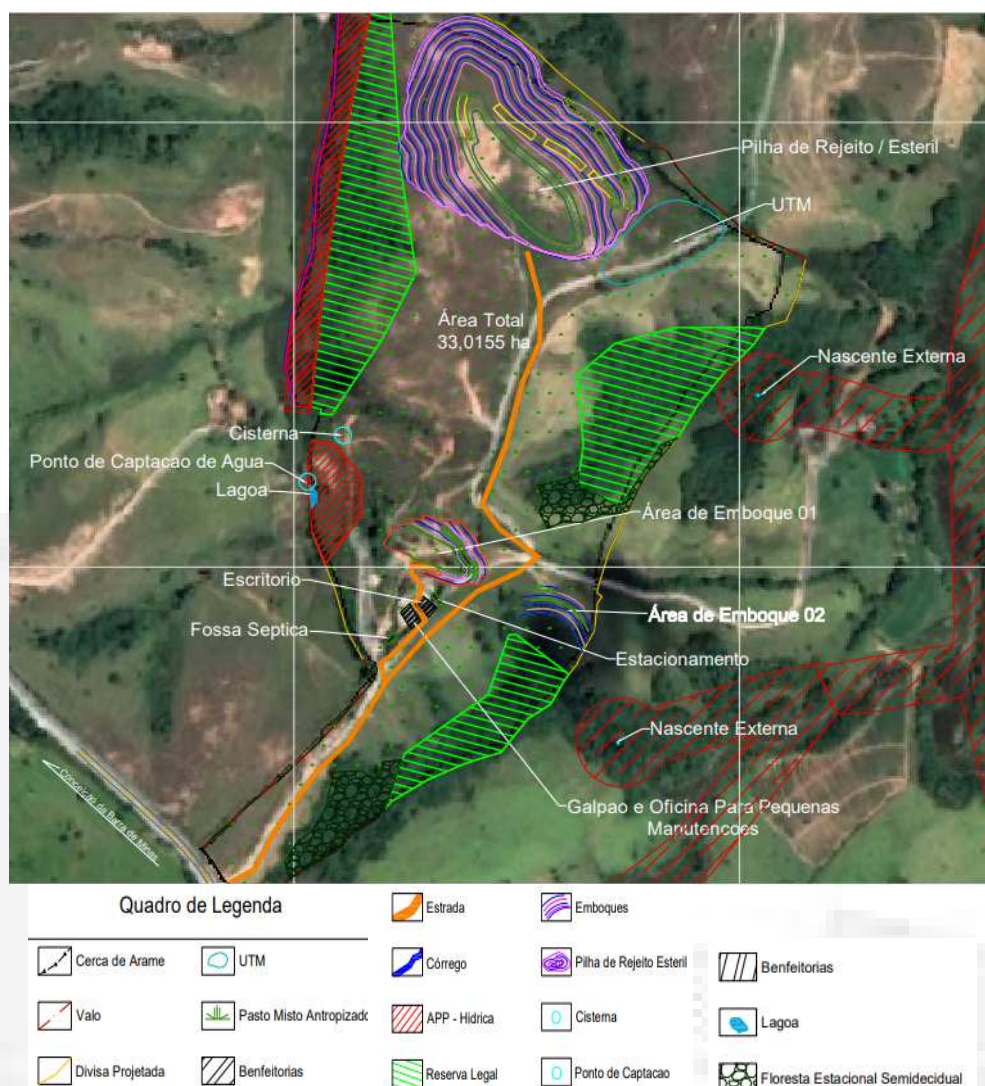 Pilha de Rejeito / Esteril
UTM
Área Total
33,0155 ha
Nascente Externa
Cisterna
Ponto de Captacao de Agua
Lagoa
Área de Emboque 01
Escritorio
Área de Emboque 02
Fossa Septica
Estacionamento
Nascente Externa
Conceição da Barra de Minas
Galpao e Oficina Para Pequenas
Manutencoes
Quadro de Legenda
Cerca de Arame
Valo
Divisa Projetada
UTM
Pasto Misto Antropizado
Benfeitorias
Estrada
Córrego
APP - Hidrica
Reserva Legal
Emboques
Pilha de Rejeito Esteril
Cisterna
Ponto de Captacao
Benfeitorias
Lagoa
Floresta Estacional Semidecidual